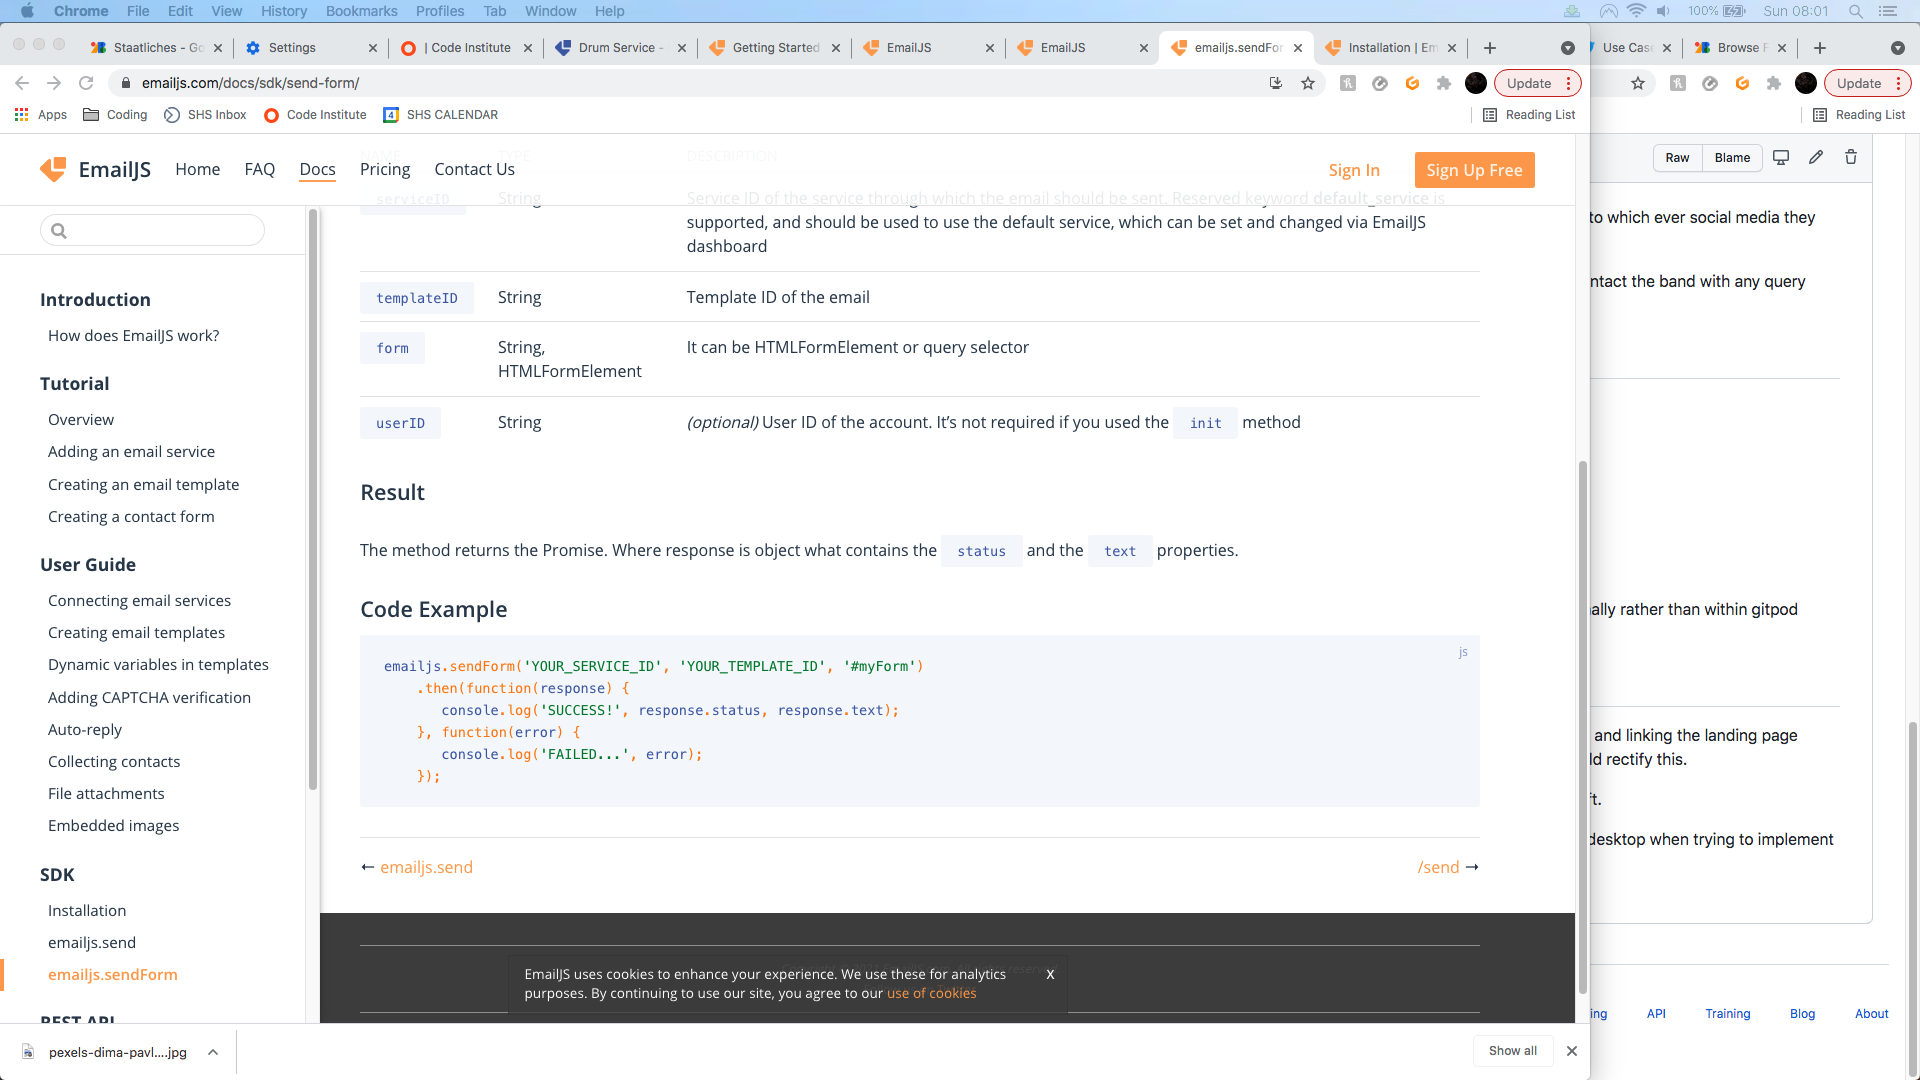 Chrome File Edit View History Bookmarks Profiles Tab Window Help 100% Sun 08:01
Staatliches - Go Settings | Code Institute Drum Service - Getting Started EmailJS EmailJS emailjs.sendFor Installation | Em Use Case Browse F
emailjs.com/docs/sdk/send-form/ Update Update
Apps Coding SHS Inbox Code Institute 4 SHS CALENDAR Reading List Reading List
EmailJS Home FAQ Docs Pricing Contact Us Sign In Sign Up Free
NAME TYPE DESCRIPTION
serviceID String Service ID of the service through which the email should be sent. Reserved keyword default_service is
supported, and should be used to use the default service, which can be set and changed via EmailJS
dashboard
templateID String Template ID of the email
form String, It can be HTMLFormElement or query selector
HTMLFormElement
userID String (optional) User ID of the account. It’s not required if you used the init method
Result
The method returns the Promise. Where response is object what contains the status and the text properties.
Code Example
js
emailjs.sendForm('YOUR_SERVICE_ID', 'YOUR_TEMPLATE_ID', '#myForm')
.then(function(response) {
console.log('SUCCESS!', response.status, response.text);
}, function(error) {
console.log('FAILED...', error);
});
← emailjs.send
/send →
EmailJS uses cookies to enhance your experience. We use these for analytics
purposes. By continuing to use our site, you agree to our use of cookies
X
Introduction
How does EmailJS work?
Tutorial
Overview
Adding an email service
Creating an email template
Creating a contact form
User Guide
Connecting email services
Creating email templates
Dynamic variables in templates
Adding CAPTCHA verification
Auto-reply
Collecting contacts
File attachments
Embedded images
SDK
Installation
emailjs.send
emailjs.sendForm
REST API
pexels-dima-pavl....jpg
Show all
Raw Blame
to which ever social media they
ntact the band with any query
ally rather than within gitpod
and linking the landing page
ld rectify this.
ft.
desktop when trying to implement
ing API Training Blog About